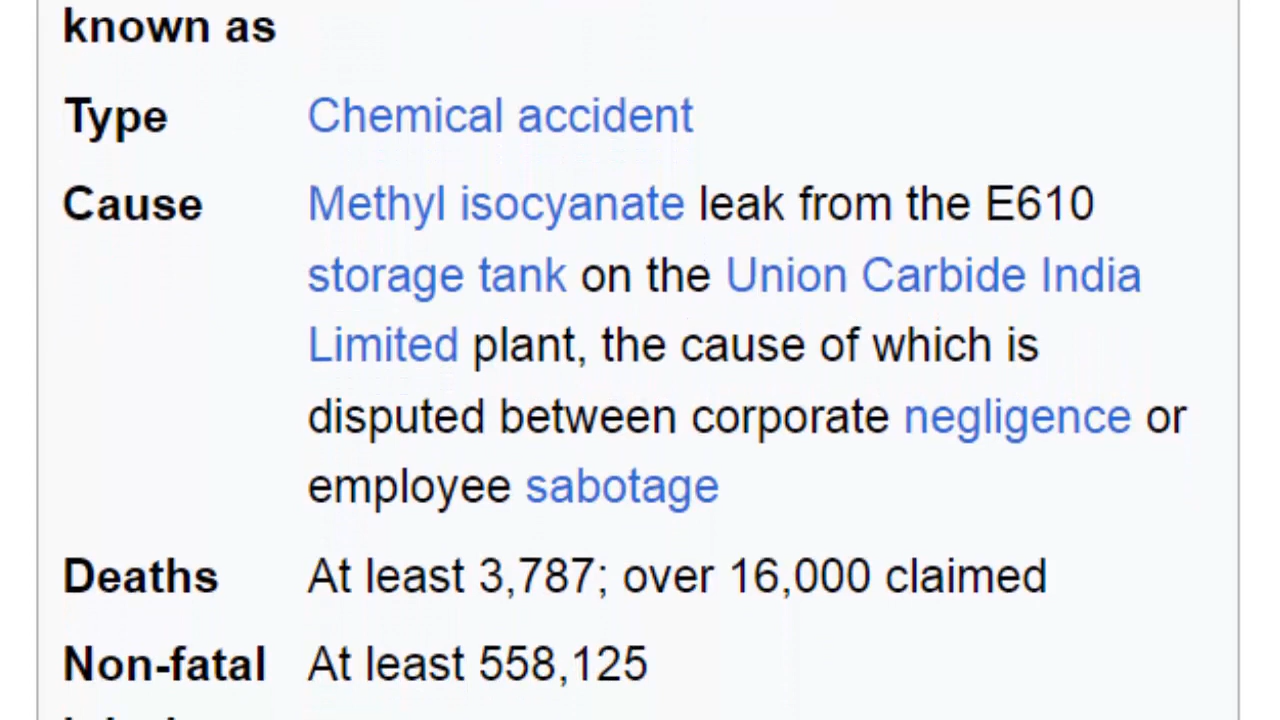 known as
Type Chemical accident
Cause Methyl isocyanate leak from the E610
storage tank on the Union Carbide India
Limited plant, the cause of which is
disputed between corporate negligence or
employee sabotage
Deaths At least 3,787; over 16,000 claimed
Non-fatal At least 558,125